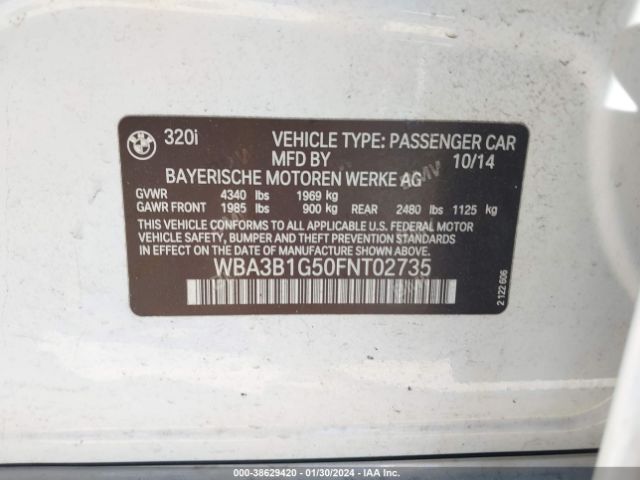 320i VEHICLE TYPE: PASSENGER CAR
MFD BY 10/14
BAYERISCHE MOTOREN WERKE AG
GVWR 4340 lbs 1969 kg
GAWR FRONT 1985 lbs 900 kg REAR 2480 lbs 1125 kg
THIS VEHICLE CONFORMS TO ALL APPLICABLE U.S. FEDERAL MOTOR
VEHICLE SAFETY, BUMPER, AND THEFT PREVENTION STANDARDS
IN EFFECT ON THE DATE OF MANUFACTURE SHOWN ABOVE.
WBA3B1G50FNT02735
2 122 606
000-38629420 - 01/30/2024 - IAA Inc.